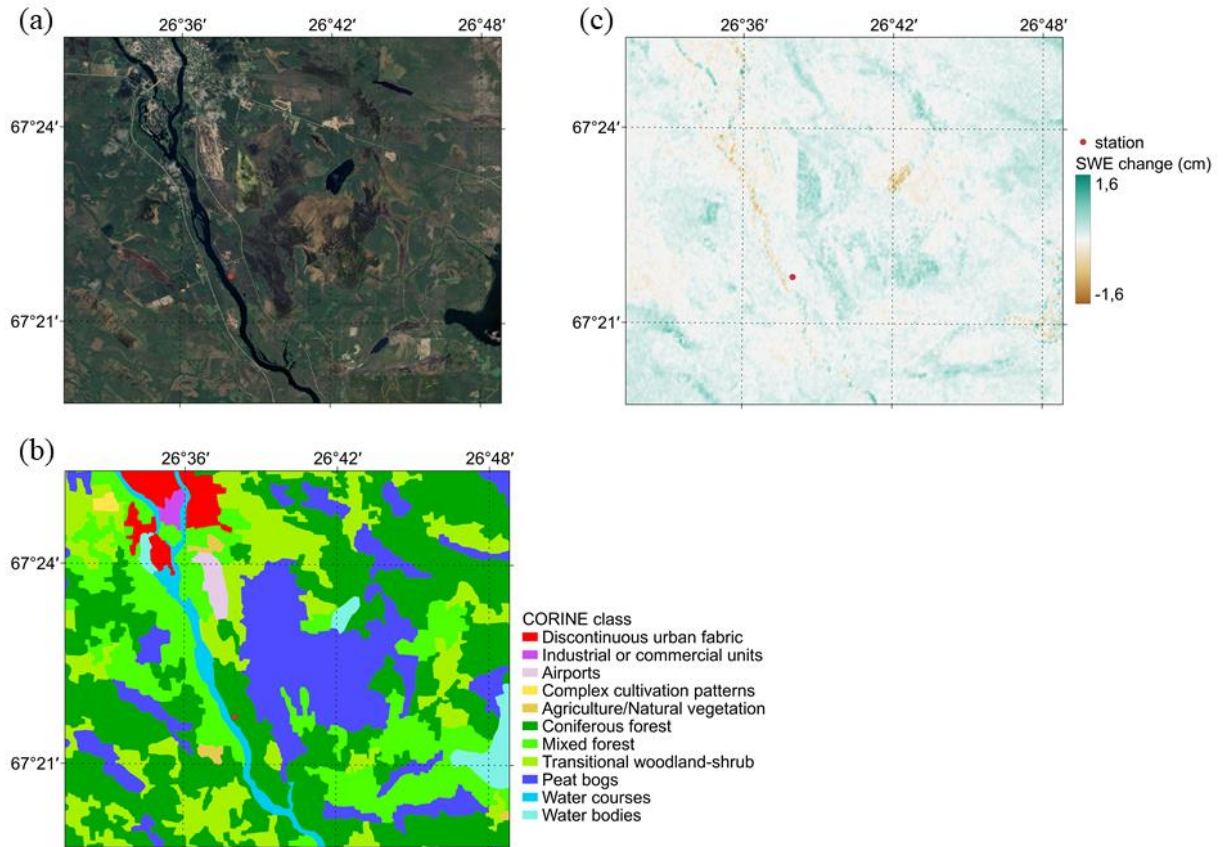 (a)
26°36′ 26°42′ 26°48′
67°24′
67°21′
(c)
26°36′ 26°42′ 26°48′
67°24′
67°21′
station
SWE change (cm)
1,6
-1,6
(b)
26°36′ 26°42′ 26°48′
67°24′
67°21′
CORINE class
Discontinuous urban fabric
Industrial or commercial units
Airports
Complex cultivation patterns
Agriculture/Natural vegetation
Coniferous forest
Mixed forest
Transitional woodland-shrub
Peat bogs
Water courses
Water bodies